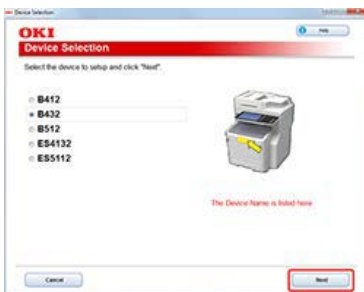 Device Selection
OKI
Device Selection
Select the device to setup and click "Next".
B412
B432
B512
ES4132
ES5112
The Device Name is listed here
Cancel
Next